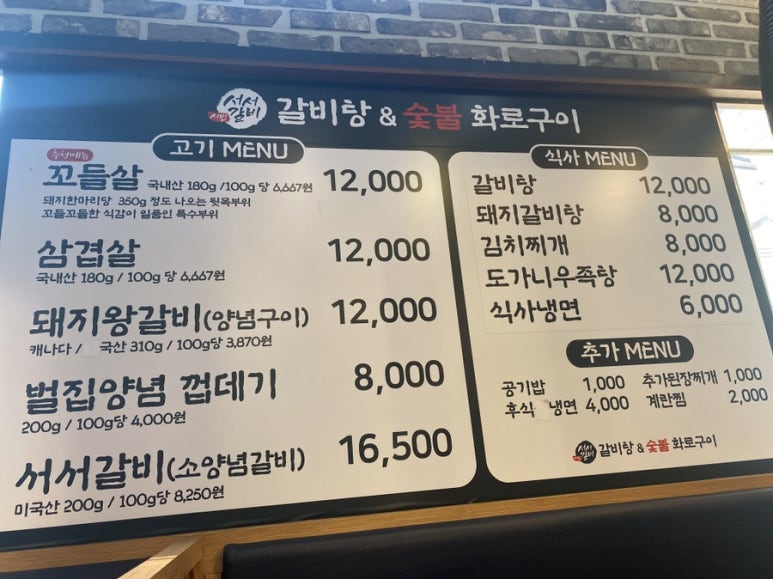 서민 서서갈비 갈비탕 & 숯불 화로구이
고기 MENU
추천메뉴
꼬들살 국내산 180g /100g 당 6,667원 12,000
돼지한마리당 350g 정도 나오는 뒷목부위
꼬들꼬들한 식감이 일품인 특수부위
삼겹살 12,000
국내산 180g / 100g 당 6,667원
돼지왕갈비(양념구이) 12,000
캐나다 / 국산 310g / 100g당 3,870원
벌집양념 껍데기 8,000
200g / 100g당 4,000원
서서갈비(소양념갈비) 16,500
미국산 200g / 100g당 8,250원
식사 MENU
갈비탕 12,000
돼지갈비탕 8,000
김치찌개 8,000
도가니우족탕 12,000
식사냉면 6,000
추가 MENU
공기밥 1,000 추가된장찌개 1,000
후식 냉면 4,000 계란찜 2,000
서서갈비 갈비탕 & 숯불 화로구이